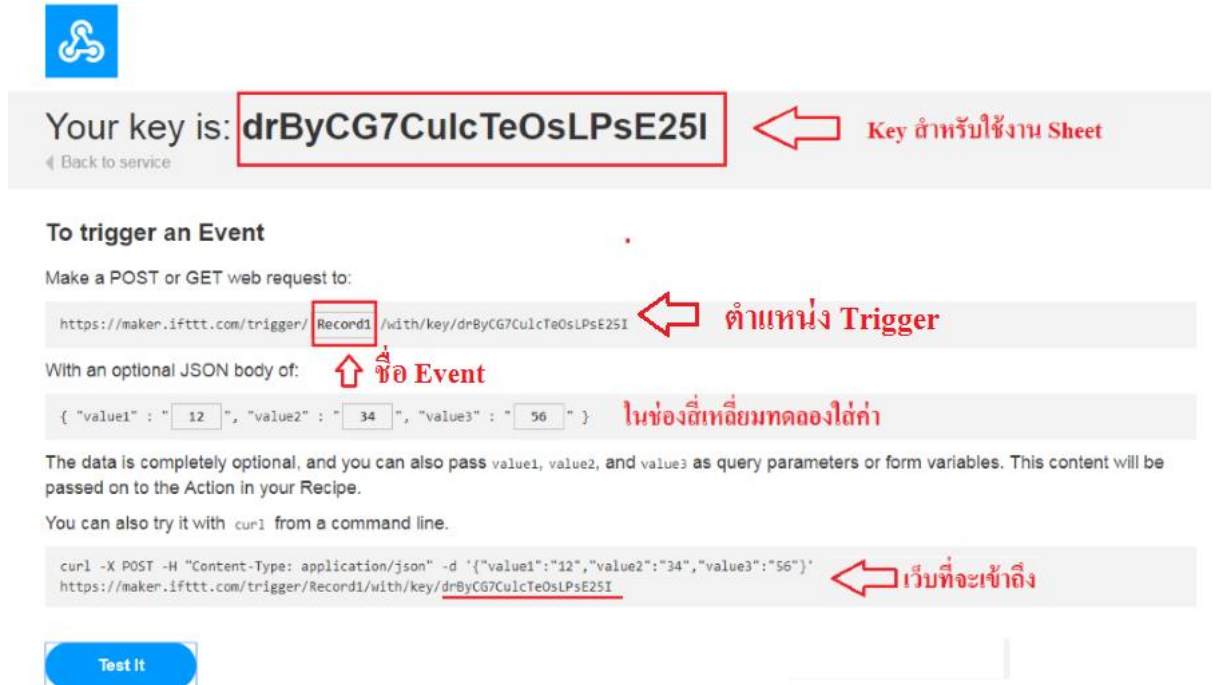 Your key is: drByCG7CulcTeOsLPsE25I Key สำหรับใช้งาน Sheet
Back to service
To trigger an Event
Make a POST or GET web request to:
https://maker.ifttt.com/trigger/ Record1 /with/key/drByCG7CulcTeOsLPsE25I ตำแหน่ง Trigger
With an optional JSON body of: ชื่อ Event
{ "value1" : " 12 ", "value2" : " 34 ", "value3" : " 56 " } ในช่องสี่เหลี่ยมทดลองใส่ค่า
The data is completely optional, and you can also pass value1, value2, and value3 as query parameters or form variables. This content will be
passed on to the Action in your Recipe.
You can also try it with curl from a command line.
curl -X POST -H "Content-Type: application/json" -d '{"value1":"12","value2":"34","value3":"56"}'
https://maker.ifttt.com/trigger/Record1/with/key/drByCG7CulcTeOsLPsE25I เว็บที่จะเข้าถึง
Test It